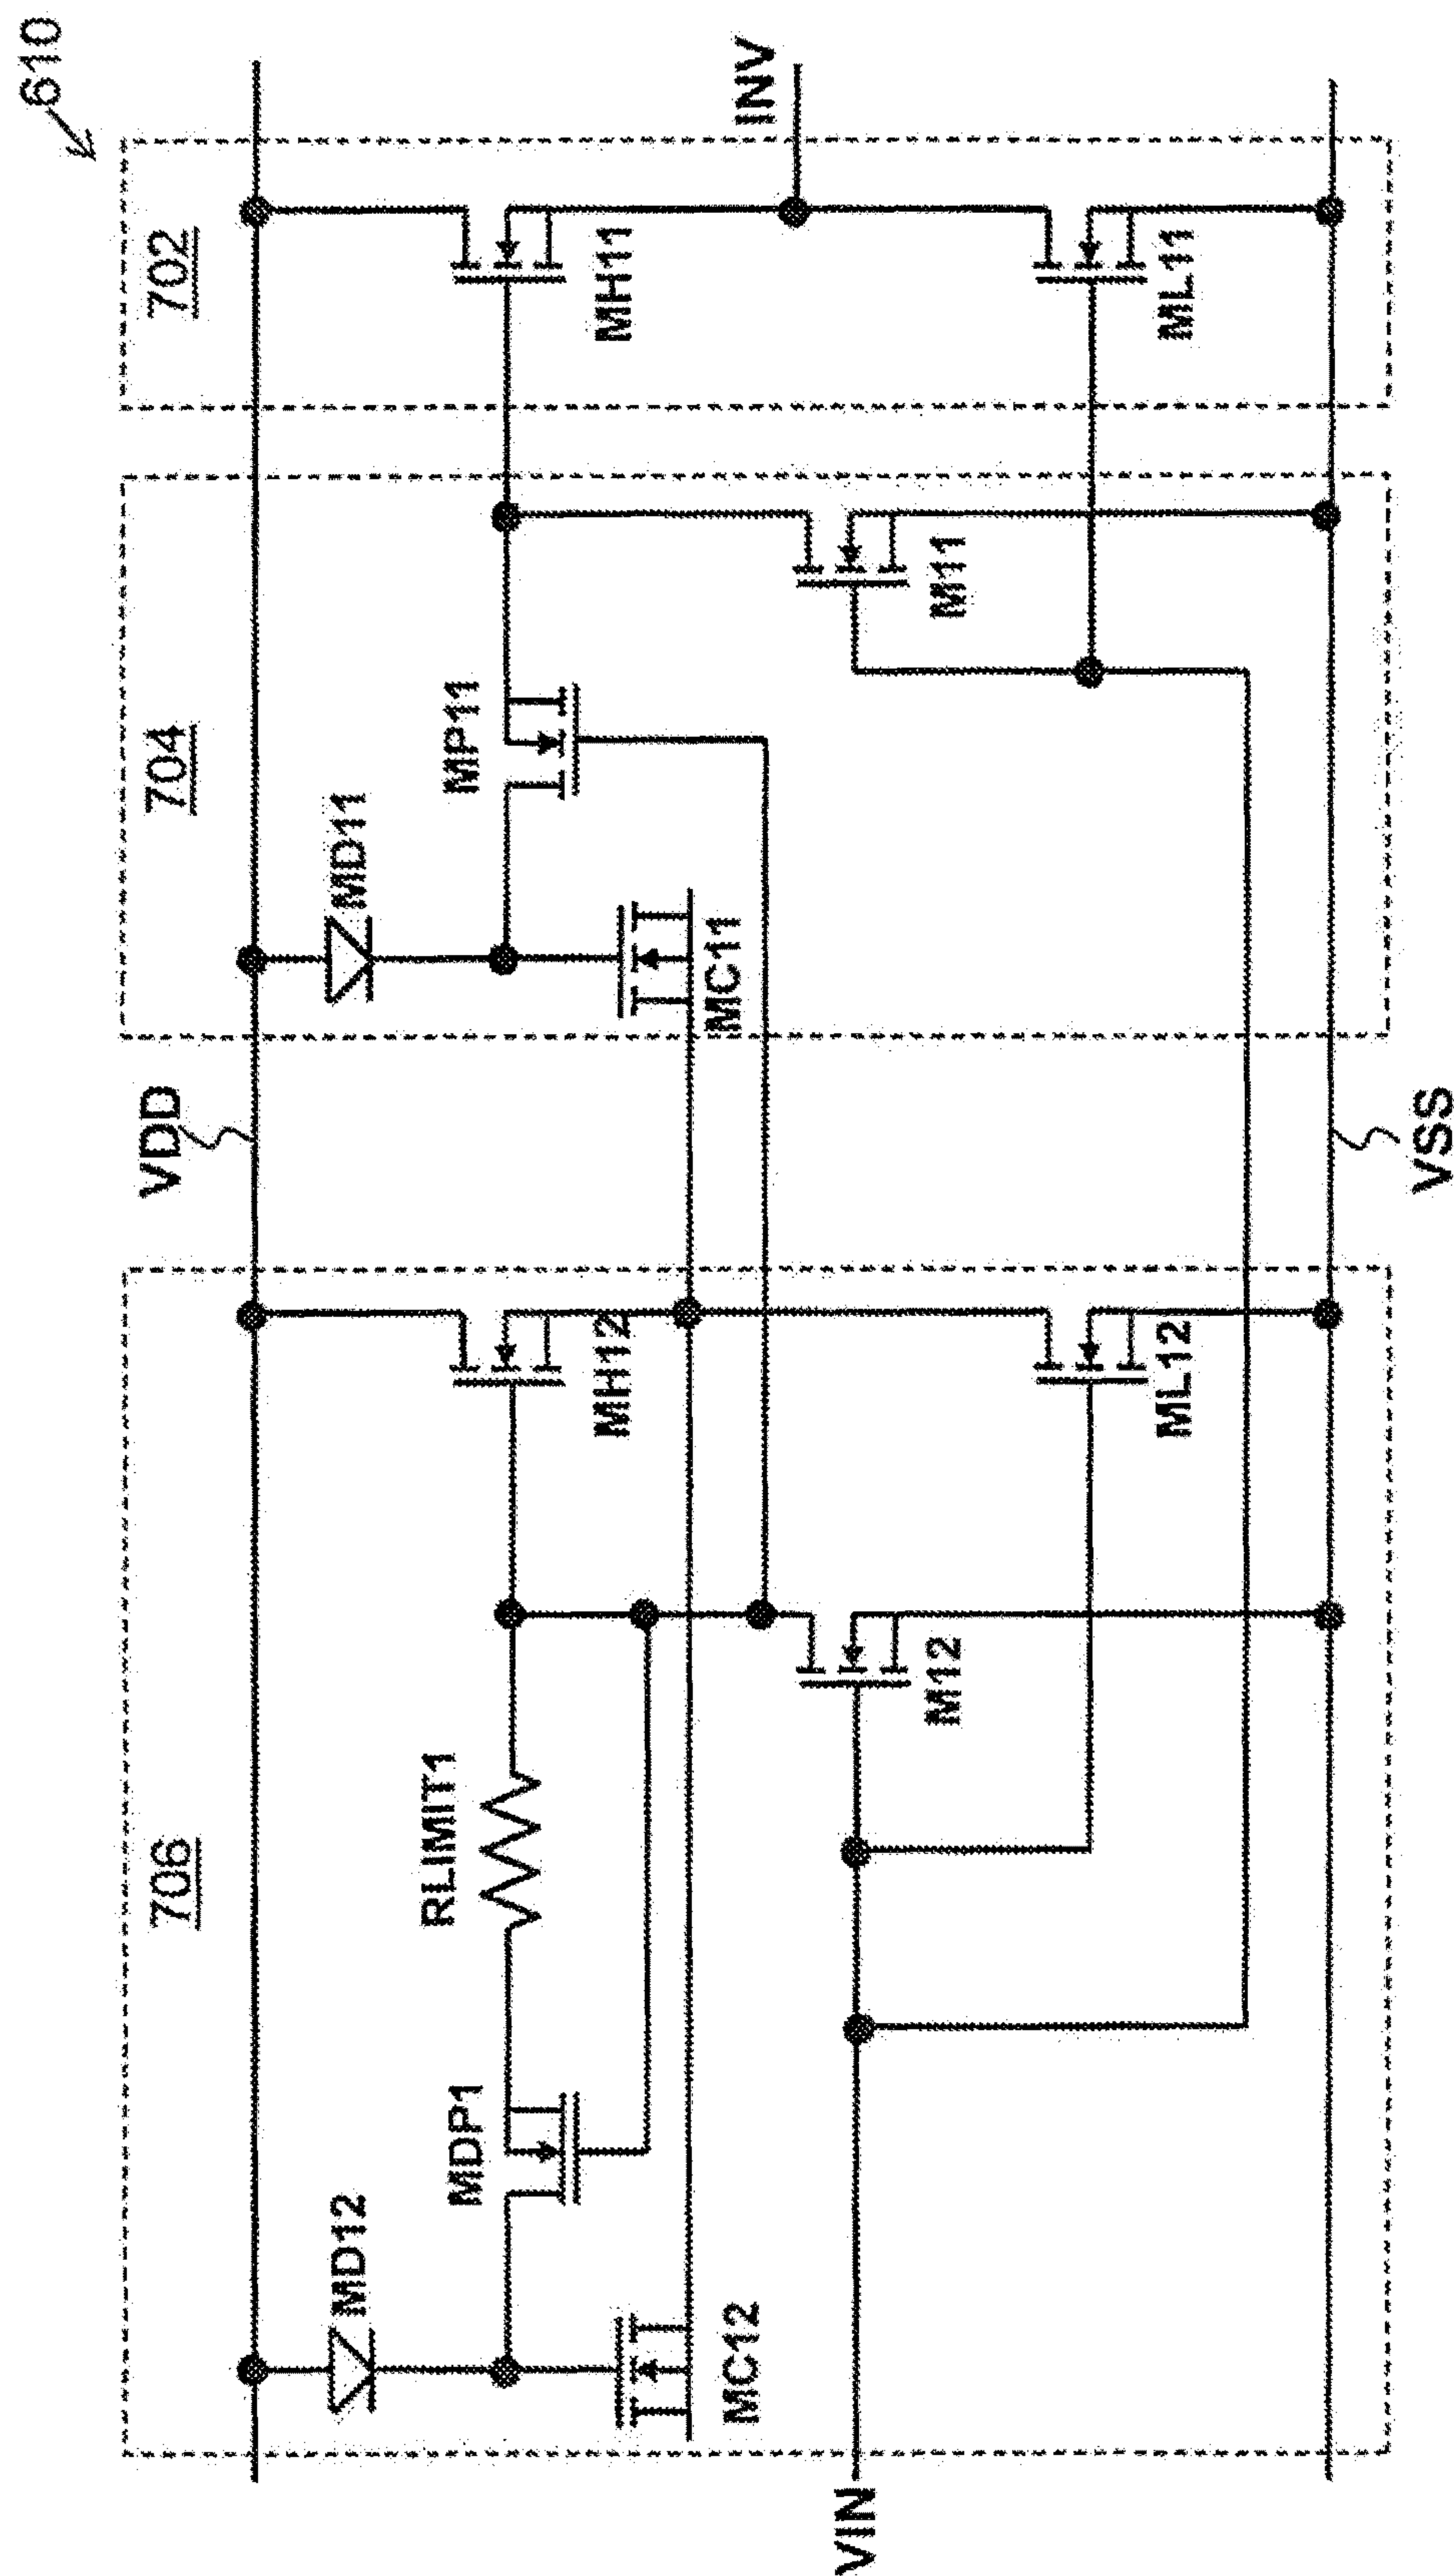 610
702
INV
MH11
ML11
704
MP11
MD11
M11
MC11
VDD
VSS
MH12
ML12
706
RLIMIT1
M12
MDP1
MD12
MC12
VIN